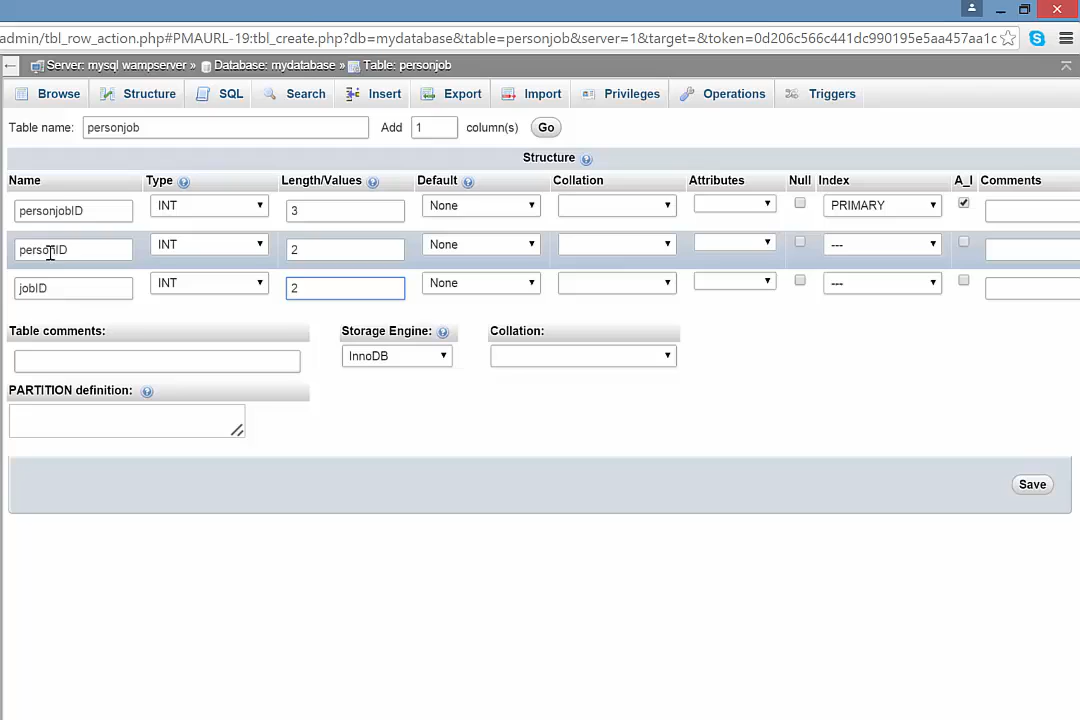 admin/tbl_row_action.php#PMAURL-19:tbl_create.php?db=mydatabase&table=personjob&server=1&target=&token=0d206c566c441dc990195e5aa457aa1c
Server: mysql wampserver » Database: mydatabase » Table: personjob
Browse Structure SQL Search Insert Export Import Privileges Operations Triggers
Table name: personjob Add 1 column(s) Go
Structure
Name Type Length/Values Default Collation Attributes Null Index A_I Comments
personjobID INT 3 None PRIMARY
personID INT 2 None ---
jobID INT 2 None ---
Table comments: Storage Engine: Collation:
InnoDB
PARTITION definition:
Save